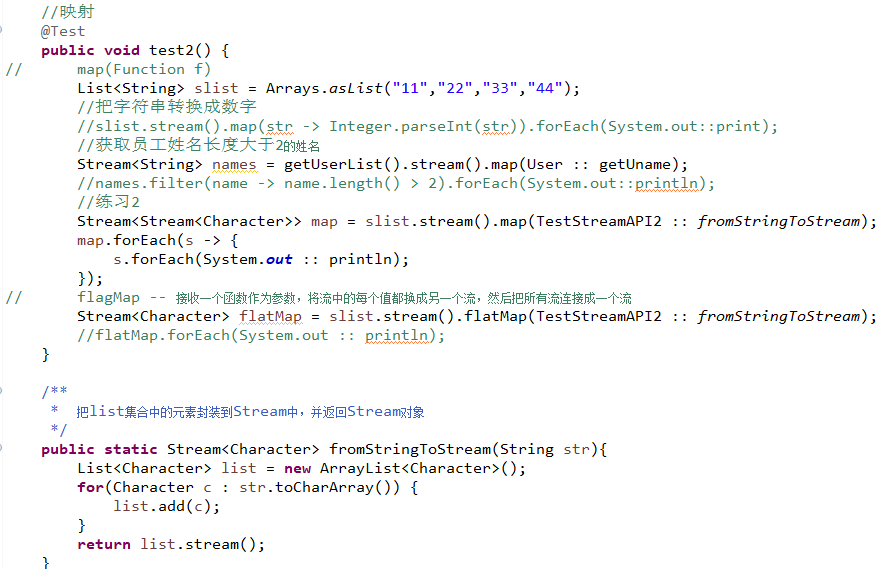 //映射
@Test
public void test2() {
//      map(Function f)
List<String> slist = Arrays.asList("11","22","33","44");
//把字符串转换成数字
//slist.stream().map(str -> Integer.parseInt(str)).forEach(System.out::print);
//获取员工姓名长度大于2的姓名
Stream<String> names = getUserList().stream().map(User :: getUname);
//names.filter(name -> name.length() > 2).forEach(System.out::println);
//练习2
Stream<Stream<Character>> map = slist.stream().map(TestStreamAPI2 :: fromStringToStream);
map.forEach(s -> {
s.forEach(System.out :: println);
});
//      flagMap -- 接收一个函数作为参数，将流中的每个值都换成另一个流，然后把所有流连接成一个流
Stream<Character> flatMap = slist.stream().flatMap(TestStreamAPI2 :: fromStringToStream);
//flatMap.forEach(System.out :: println);
}
/**
* 把list集合中的元素封装到Stream中，并返回Stream对象
*/
public static Stream<Character> fromStringToStream(String str){
List<Character> list = new ArrayList<Character>();
for(Character c : str.toCharArray()) {
list.add(c);
}
return list.stream();
}